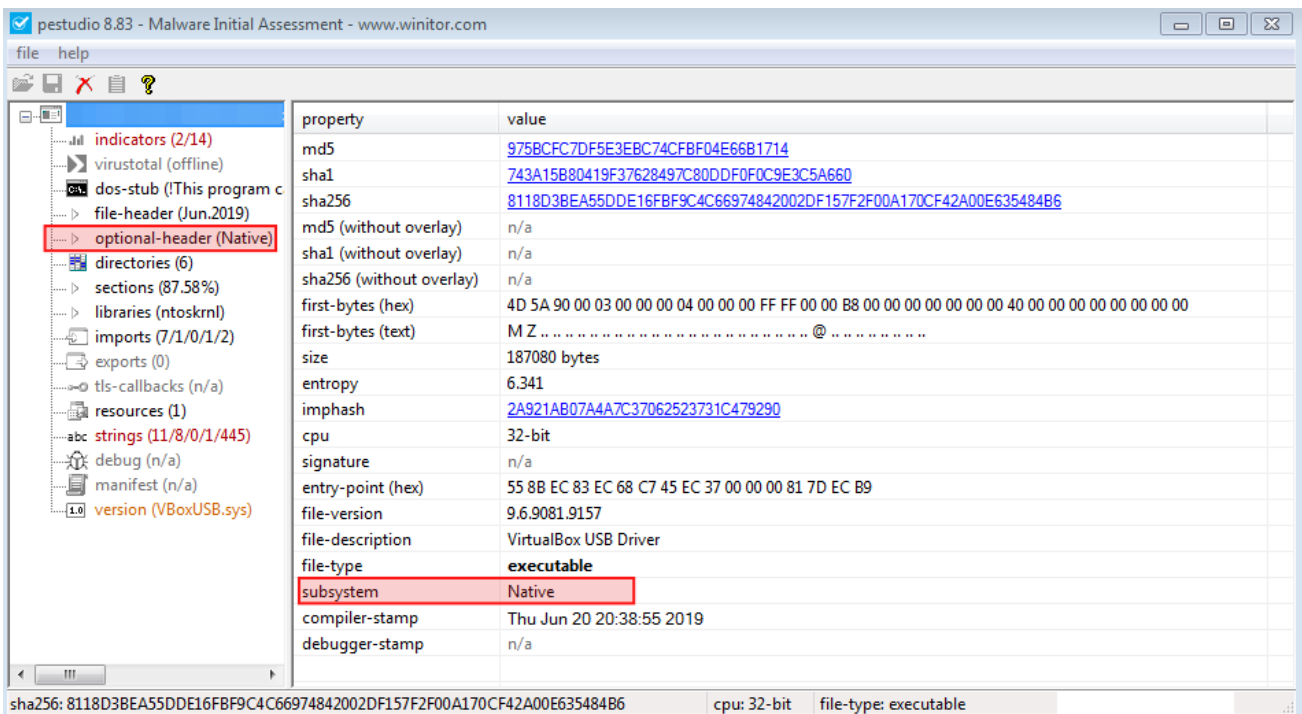 pestudio 8.83 - Malware Initial Assessment - www.winitor.com
file help
indicators (2/14)
virustotal (offline)
dos-stub (!This program c
file-header (Jun.2019)
optional-header (Native)
directories (6)
sections (87.58%)
libraries (ntoskrnl)
imports (7/1/0/1/2)
exports (0)
tls-callbacks (n/a)
resources (1)
abc strings (11/8/0/1/445)
debug (n/a)
manifest (n/a)
1.0 version (VBoxUSB.sys)
property value
md5 975BCFC7DF5E3EBC74CFBF04E66B1714
sha1 743A15B80419F37628497C80DDF0F0C9E3C5A660
sha256 8118D3BEA55DDE16FBF9C4C66974842002DF157F2F00A170CF42A00E635484B6
md5 (without overlay) n/a
sha1 (without overlay) n/a
sha256 (without overlay) n/a
first-bytes (hex) 4D 5A 90 00 03 00 00 00 04 00 00 00 FF FF 00 00 B8 00 00 00 00 00 00 00 40 00 00 00 00 00 00 00
first-bytes (text) M Z .. .. .. .. .. .. .. .. .. .. .. .. .. .. .. .. .. .. .. .. .. .. @ .. .. .. .. .. .. ..
size 187080 bytes
entropy 6.341
imphash 2A921AB07A4A7C37062523731C479290
cpu 32-bit
signature n/a
entry-point (hex) 55 8B EC 83 EC 68 C7 45 EC 37 00 00 00 81 7D EC B9
file-version 9.6.9081.9157
file-description VirtualBox USB Driver
file-type executable
subsystem Native
compiler-stamp Thu Jun 20 20:38:55 2019
debugger-stamp n/a
sha256: 8118D3BEA55DDE16FBF9C4C66974842002DF157F2F00A170CF42A00E635484B6 cpu: 32-bit file-type: executable